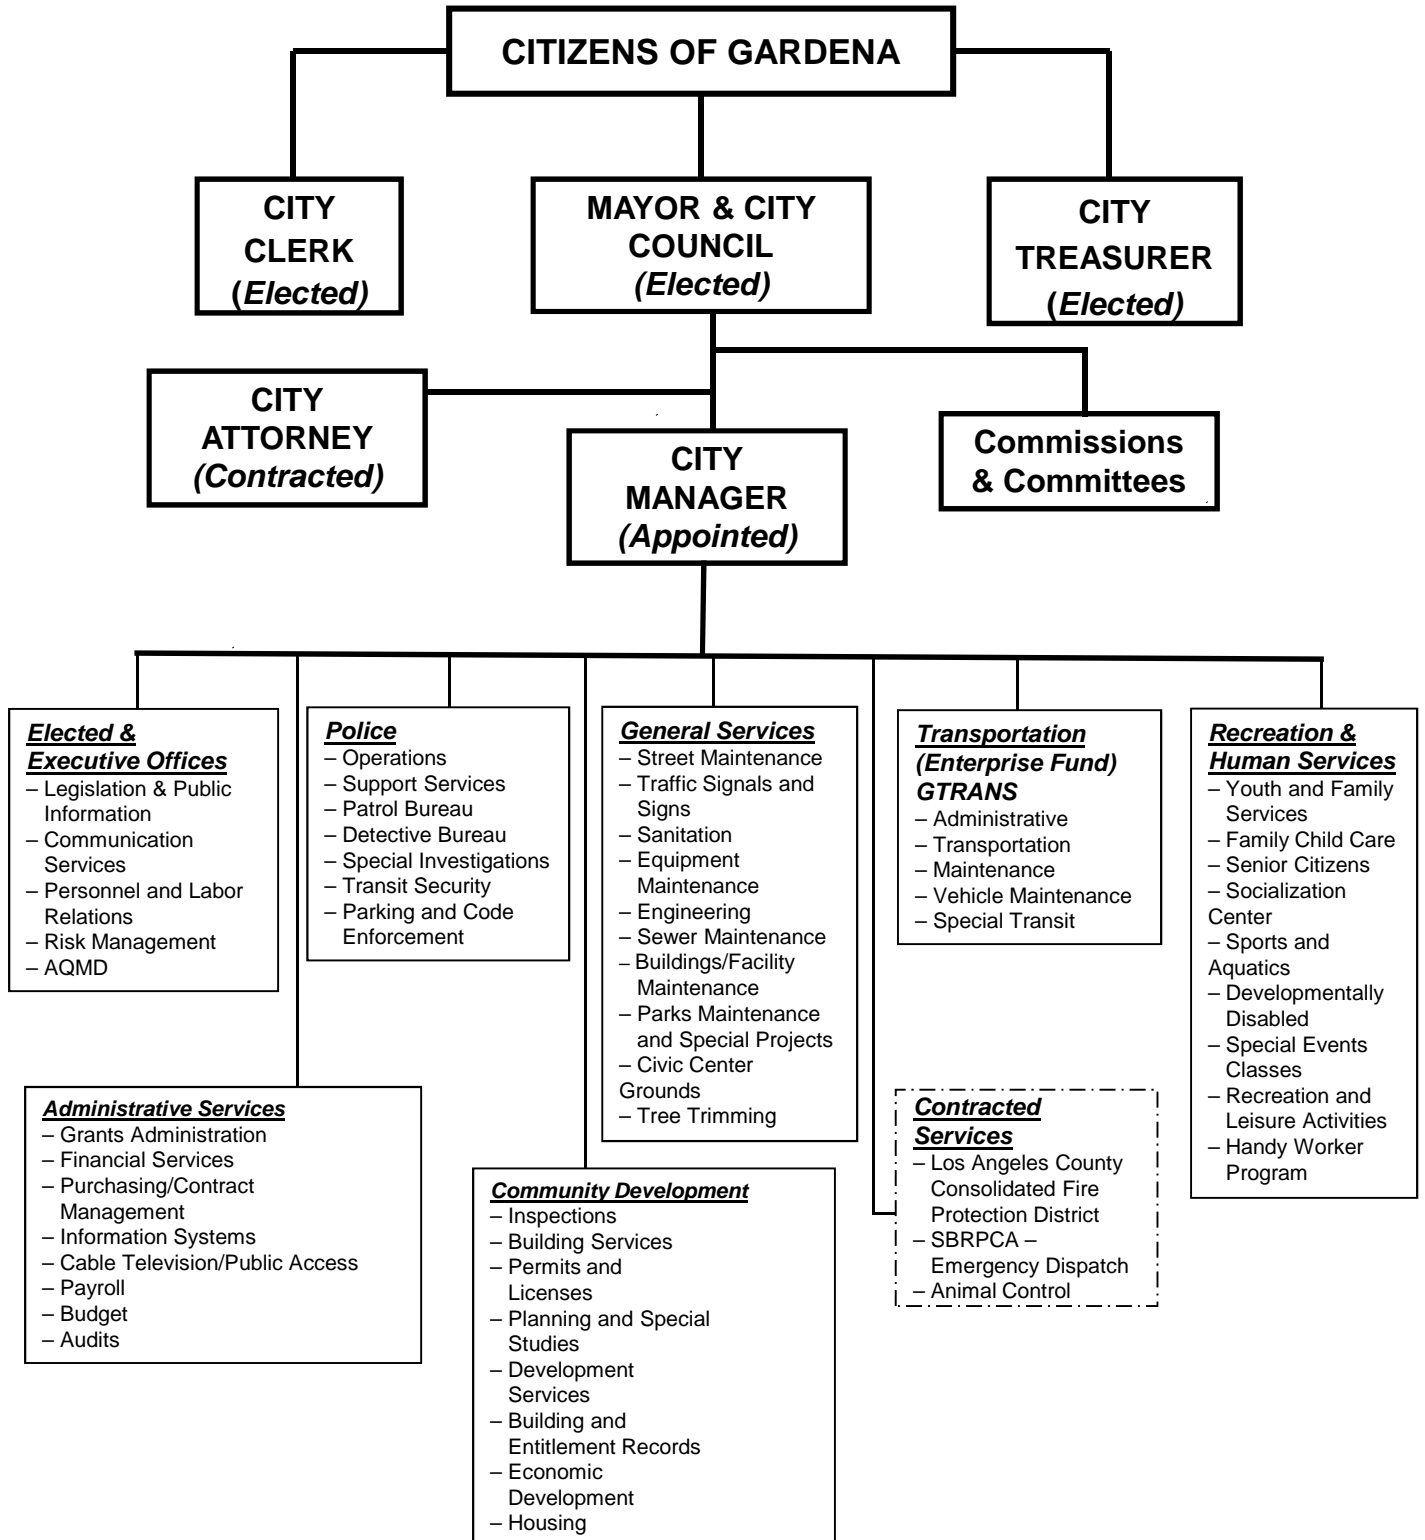 CITIZENS OF GARDENA
CITY
CLERK
(Elected)
MAYOR & CITY
COUNCIL
(Elected)
CITY
TREASURER
(Elected)
CITY
ATTORNEY
(Contracted)
CITY
MANAGER
(Appointed)
Commissions
& Committees
Elected &
Executive Offices
– Legislation & Public
Information
– Communication
Services
– Personnel and Labor
Relations
– Risk Management
– AQMD
Administrative Services
– Grants Administration
– Financial Services
– Purchasing/Contract
Management
– Information Systems
– Cable Television/Public Access
– Payroll
– Budget
– Audits
Police
– Operations
– Support Services
– Patrol Bureau
– Detective Bureau
– Special Investigations
– Transit Security
– Parking and Code
Enforcement
Community Development
– Inspections
– Building Services
– Permits and
Licenses
– Planning and Special
Studies
– Development
Services
– Building and
Entitlement Records
– Economic
Development
– Housing
General Services
– Street Maintenance
– Traffic Signals and
Signs
– Sanitation
– Equipment
Maintenance
– Engineering
– Sewer Maintenance
– Buildings/Facility
Maintenance
– Parks Maintenance
and Special Projects
– Civic Center
Grounds
– Tree Trimming
Transportation
(Enterprise Fund)
GTRANS
– Administrative
– Transportation
– Maintenance
– Vehicle Maintenance
– Special Transit
Contracted
Services
– Los Angeles County
Consolidated Fire
Protection District
– SBRPCA –
Emergency Dispatch
– Animal Control
Recreation &
Human Services
– Youth and Family
Services
– Family Child Care
– Senior Citizens
– Socialization
Center
– Sports and
Aquatics
– Developmentally
Disabled
– Special Events
Classes
– Recreation and
Leisure Activities
– Handy Worker
Program